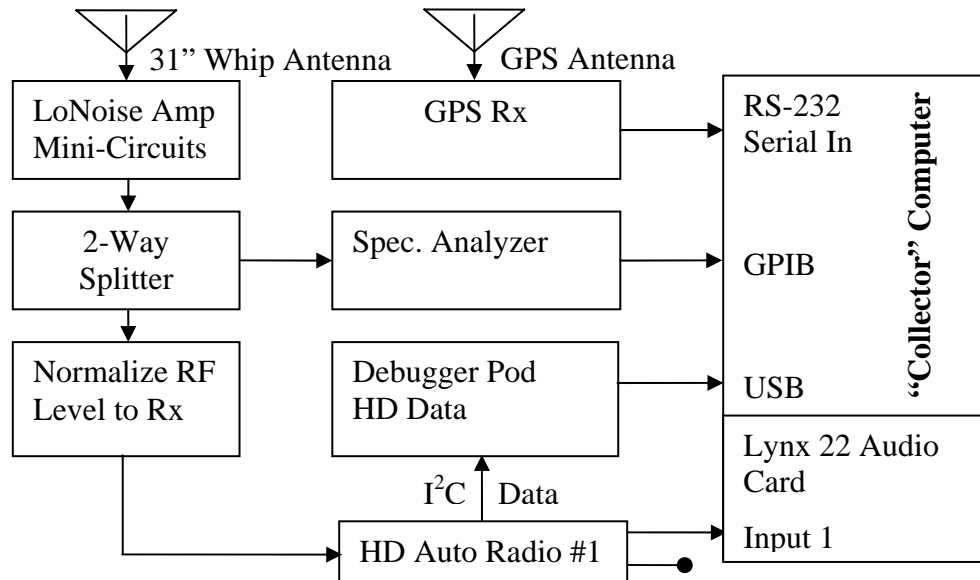 31” Whip Antenna
GPS Antenna
LoNoise Amp
Mini-Circuits
GPS Rx
RS-232
Serial In
“Collector” Computer
2-Way
Splitter
Spec. Analyzer
GPIB
Normalize RF
Level to Rx
Debugger Pod
HD Data
USB
Lynx 22 Audio
Card
I²C Data
HD Auto Radio #1
Input 1